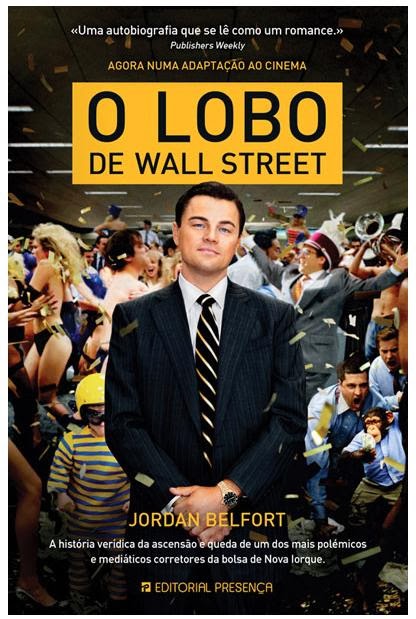 «Uma autobiografia que se lê como um romance.»
Publishers Weekly
AGORA NUMA ADAPTAÇÃO AO CINEMA
O LOBO
DE WALL STREET
JORDAN BELFORT
A história verídica da ascensão e queda de um dos mais polémicos
e mediáticos corretores da bolsa de Nova Iorque.
EDITORIAL PRESENÇA